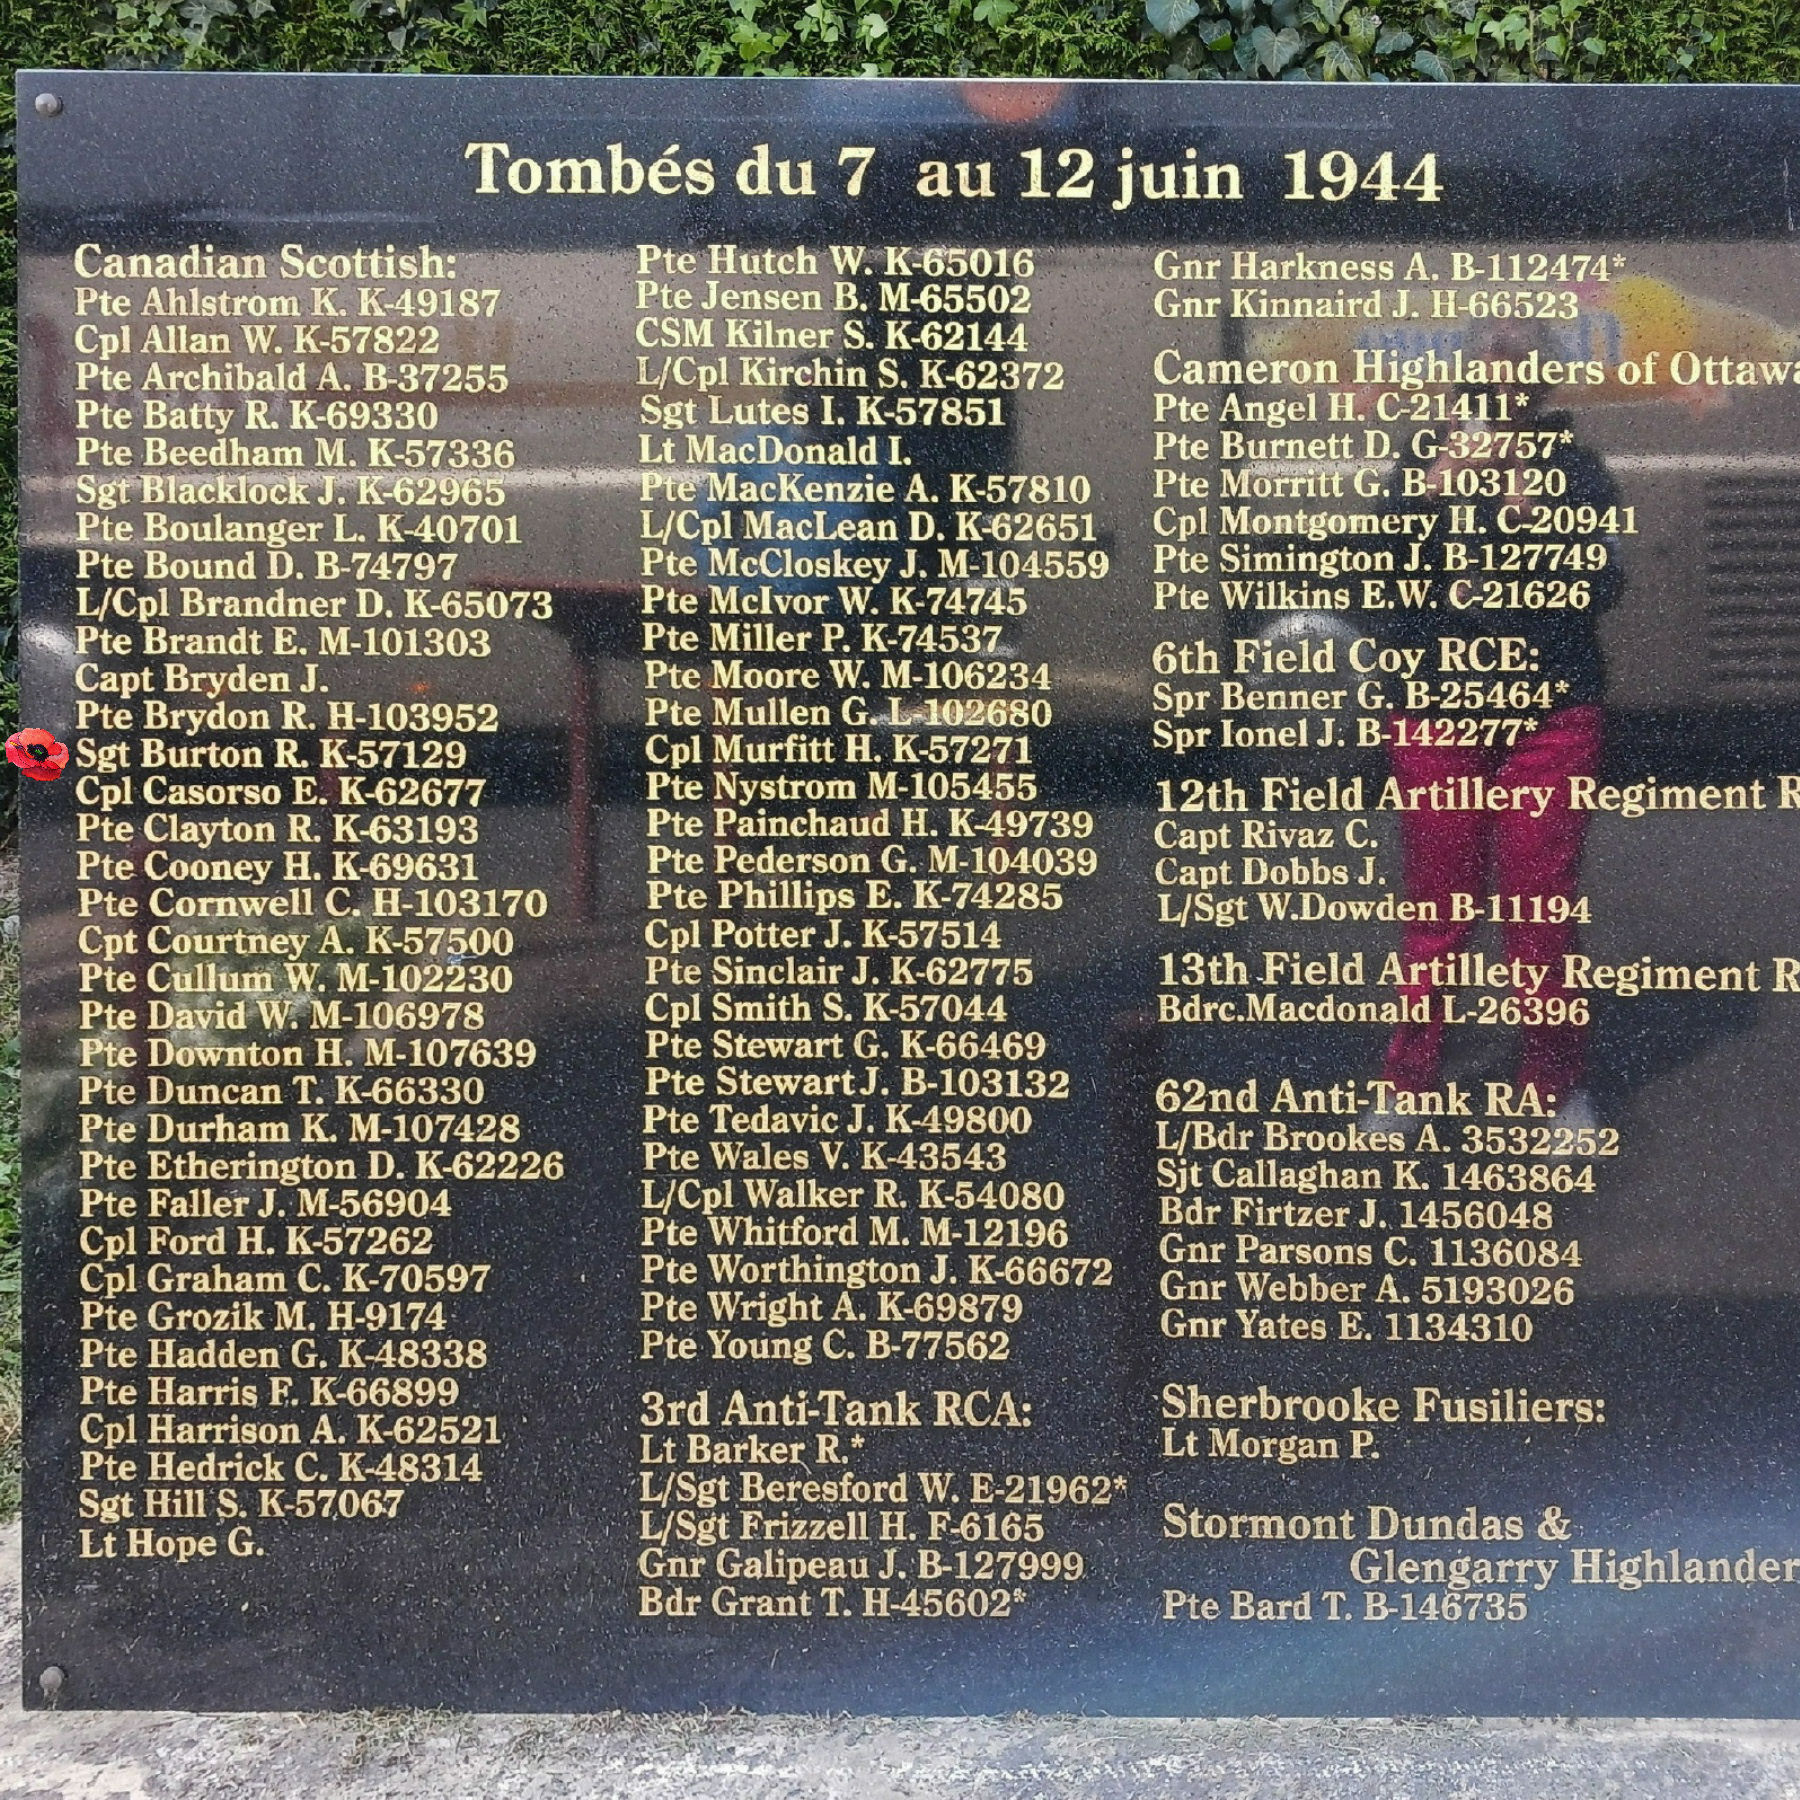 Tombés du 7 au 12 juin 1944
Canadian Scottish:
Pte Ahlstrom K. K-49187
Cpl Allan W. K-57822
Pte Archibald A. B-37255
Pte Batty R. K-69330
Pte Beedham M. K-57336
Sgt Blacklock J. K-62965
Pte Boulanger L. K-40701
Pte Bound D. B-74797
L/Cpl Brandner D. K-65073
Pte Brandt E. M-101303
Capt Bryden J.
Pte Brydon R. H-103952
Sgt Burton R. K-57129
Cpl Casorso E. K-62677
Pte Clayton R. K-63193
Pte Cooney H. K-69631
Pte Cornwell C. H-103170
Cpt Courtney A. K-57500
Pte Cullum W. M-102230
Pte David W. M-106978
Pte Downton H. M-107639
Pte Duncan T. K-66330
Pte Durham K. M-107428
Pte Etherington D. K-62226
Pte Faller J. M-56904
Cpl Ford H. K-57262
Cpl Graham C. K-70597
Pte Grozik M. H-9174
Pte Hadden G. K-48338
Pte Harris F. K-66899
Cpl Harrison A. K-62521
Pte Hedrick C. K-48314
Sgt Hill S. K-57067
Lt Hope G.
Pte Hutch W. K-65016
Pte Jensen B. M-65502
CSM Kilner S. K-62144
L/Cpl Kirchin S. K-62372
Sgt Lutes I. K-57851
Lt MacDonald I.
Pte MacKenzie A. K-57810
L/Cpl MacLean D. K-62651
Pte McCloskey J. M-104559
Pte McIvor W. K-74745
Pte Miller P. K-74537
Pte Moore W. M-106234
Pte Mullen G. L-102680
Cpl Murfitt H. K-57271
Pte Nystrom M-105455
Pte Painchaud H. K-49739
Pte Pederson G. M-104039
Pte Phillips E. K-74285
Cpl Potter J. K-57514
Pte Sinclair J. K-62775
Cpl Smith S. K-57044
Pte Stewart G. K-66469
Pte Stewart J. B-103132
Pte Tedavic J. K-49800
Pte Wales V. K-43543
L/Cpl Walker R. K-54080
Pte Whitford M. M-12196
Pte Worthington J. K-66672
Pte Wright A. K-69879
Pte Young C. B-77562
3rd Anti-Tank RCA:
Lt Barker R.*
L/Sgt Beresford W. E-21962*
L/Sgt Frizzell H. F-6165
Gnr Galipeau J. B-127999
Bdr Grant T. H-45602*
Gnr Harkness A. B-112474*
Gnr Kinnaird J. H-66523
Cameron Highlanders of Ottawa
Pte Angel H. C-21411*
Pte Burnett D. G-32757*
Pte Morritt G. B-103120
Cpl Montgomery H. C-20941
Pte Simington J. B-127749
Pte Wilkins E.W. C-21626
6th Field Coy RCE:
Spr Benner G. B-25464*
Spr Ionel J. B-142277*
12th Field Artillery Regiment R
Capt Rivaz C.
Capt Dobbs J.
L/Sgt W.Dowden B-11194
13th Field Artillety Regiment R
Bdrc.Macdonald L-26396
62nd Anti-Tank RA:
L/Bdr Brookes A. 3532252
Sjt Callaghan K. 1463864
Bdr Firtzer J. 1456048
Gnr Parsons C. 1136084
Gnr Webber A. 5193026
Gnr Yates E. 1134310
Sherbrooke Fusiliers:
Lt Morgan P.
Stormont Dundas &
Glengarry Highlander
Pte Bard T. B-146735